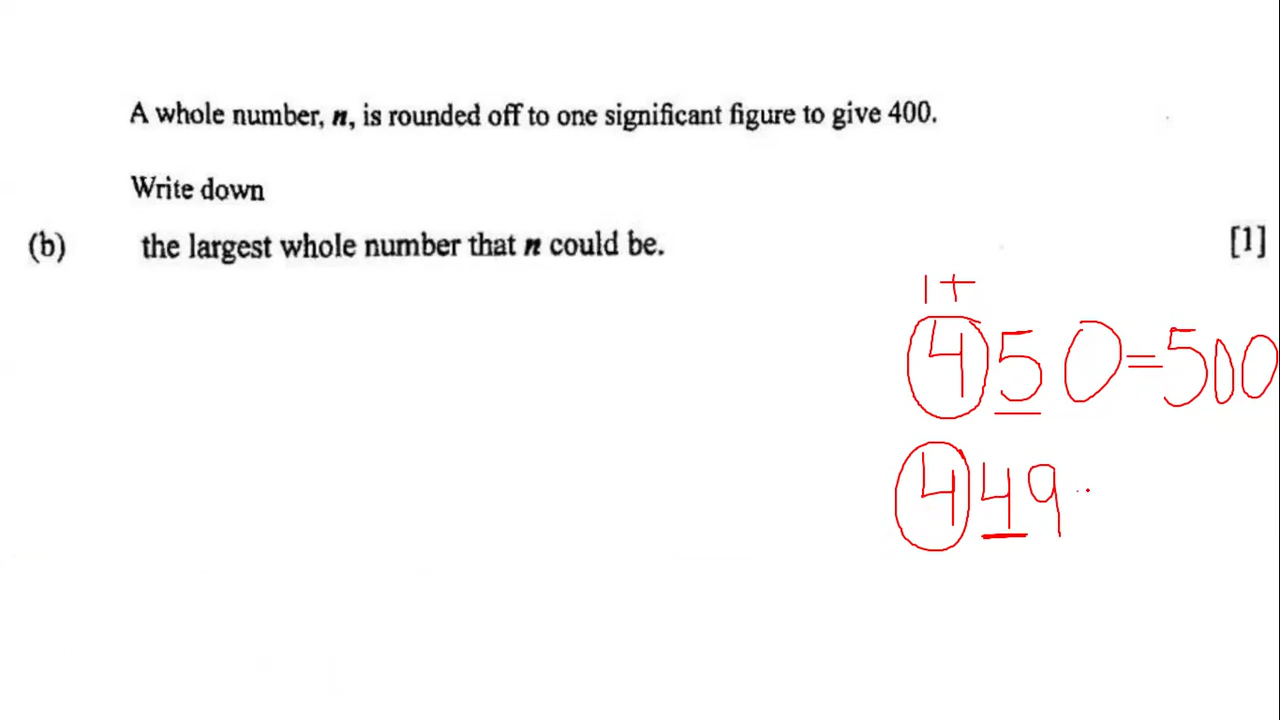 A whole number, n, is rounded off to one significant figure to give 400.
Write down
(b) the largest whole number that n could be. [1]
1+
450=500
449